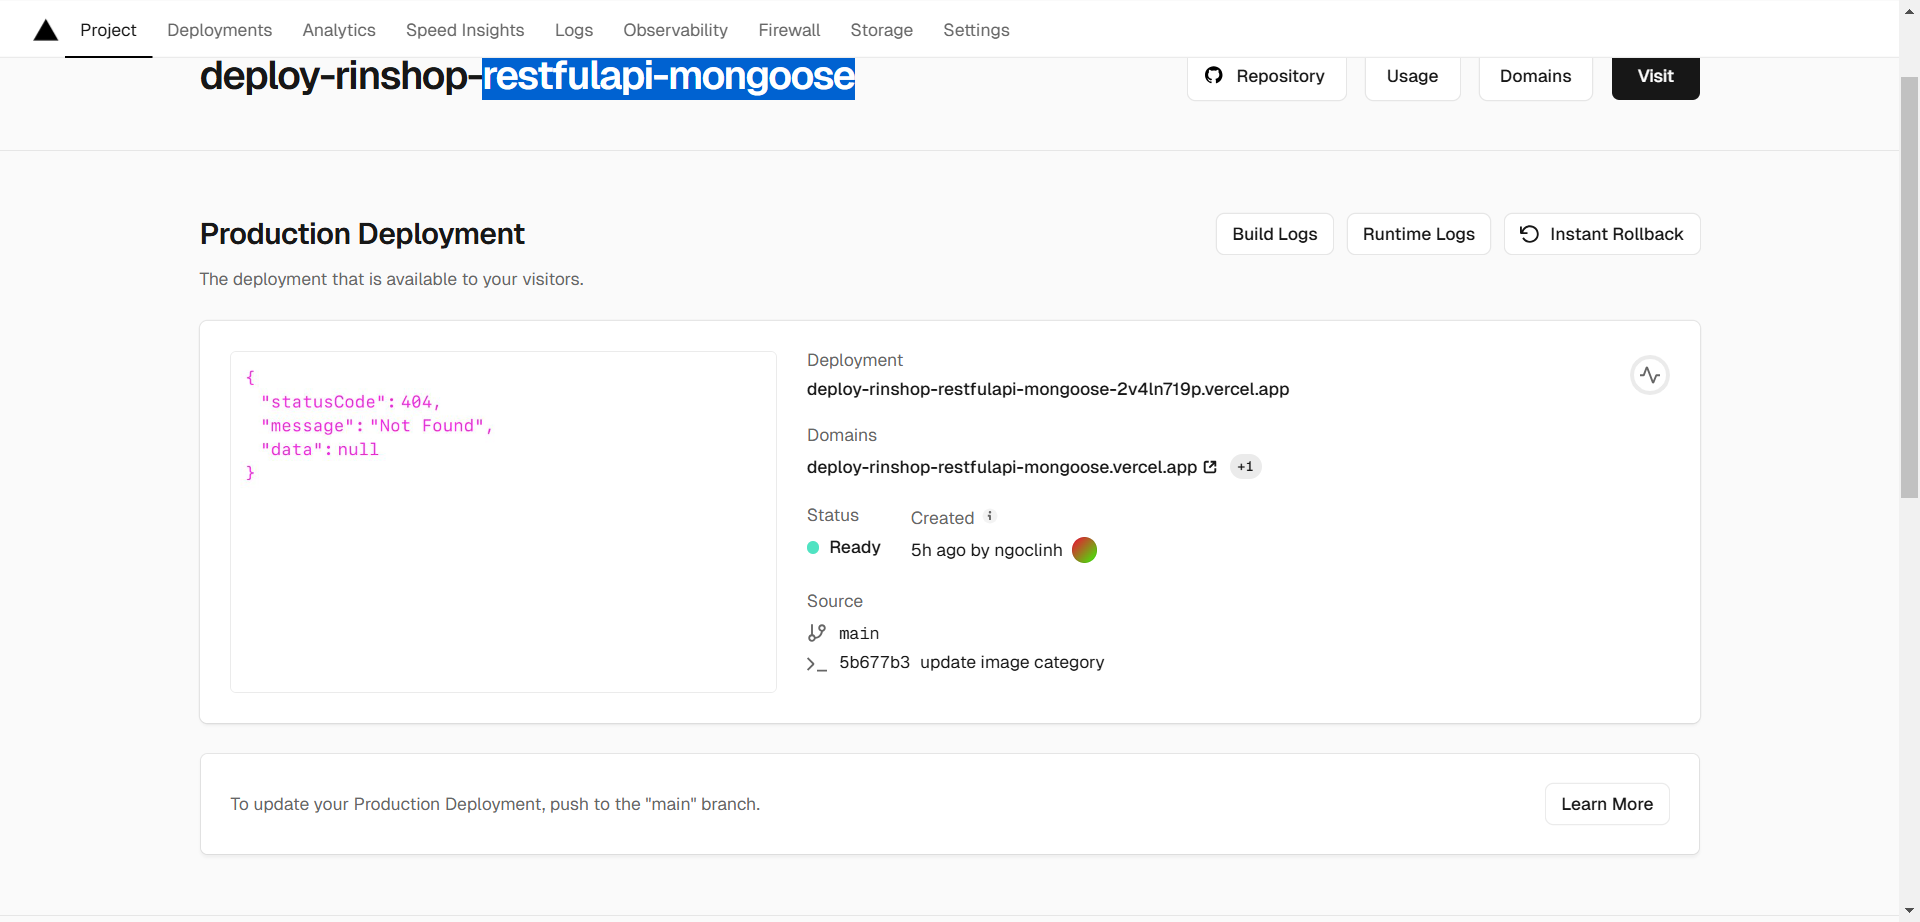 Project Deployments Analytics Speed Insights Logs Observability Firewall Storage Settings
deploy-rinshop-restfulapi-mongoose Repository Usage Domains Visit
Production Deployment Build Logs Runtime Logs Instant Rollback
The deployment that is available to your visitors.
{
"statusCode": 404,
"message": "Not Found",
"data": null
}
Deployment
deploy-rinshop-restfulapi-mongoose-2v4ln719p.vercel.app
Domains
deploy-rinshop-restfulapi-mongoose.vercel.app +1
Status Created
Ready 5h ago by ngoclinh
Source
main
5b677b3 update image category
To update your Production Deployment, push to the "main" branch. Learn More